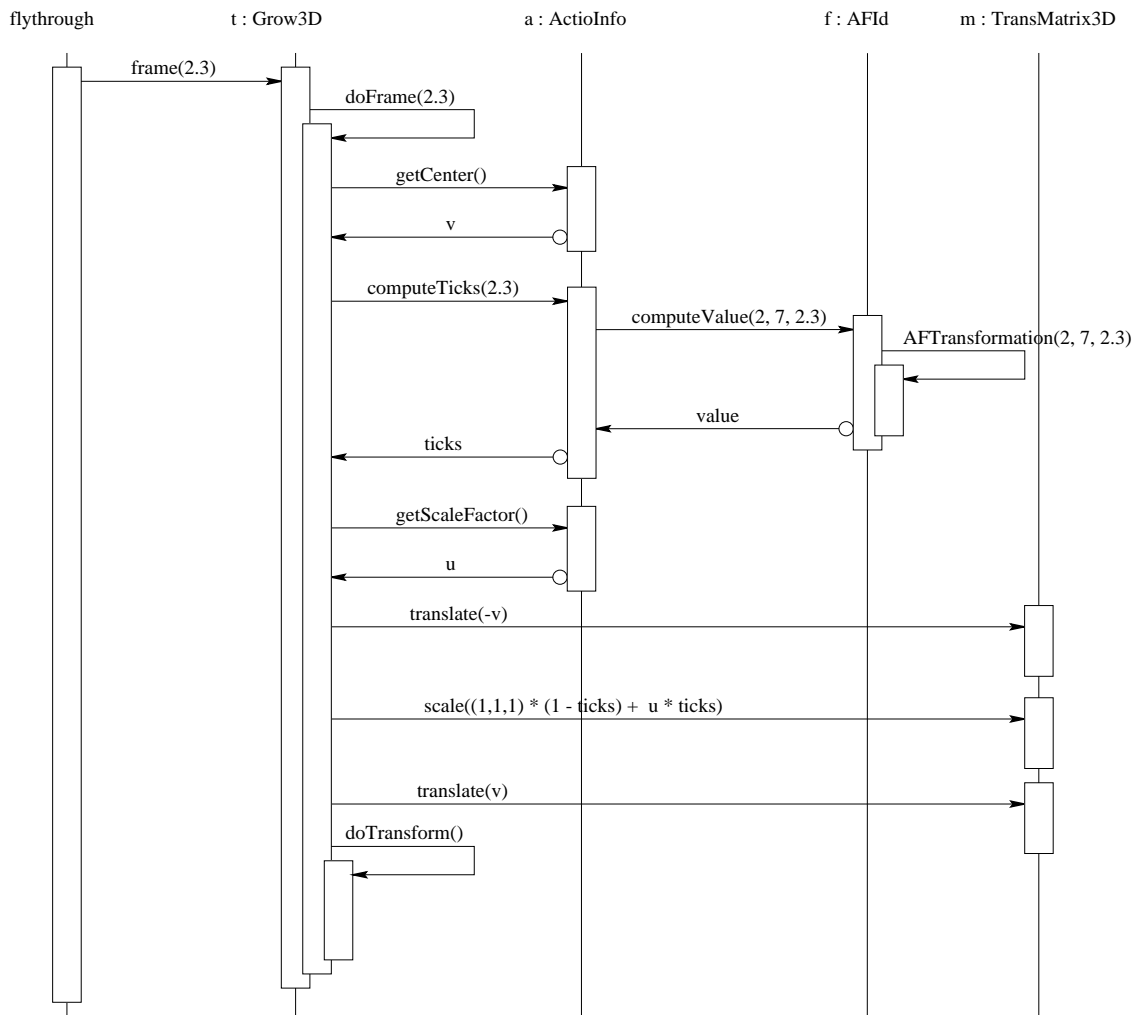 flythrough
t : Grow3D
a : ActioInfo
f : AFId
m : TransMatrix3D
frame(2.3)
doFrame(2.3)
getCenter()
v
computeTicks(2.3)
computeValue(2, 7, 2.3)
AFTransformation(2, 7, 2.3)
value
ticks
getScaleFactor()
u
translate(-v)
scale((1,1,1) * (1 - ticks) + u * ticks)
translate(v)
doTransform()